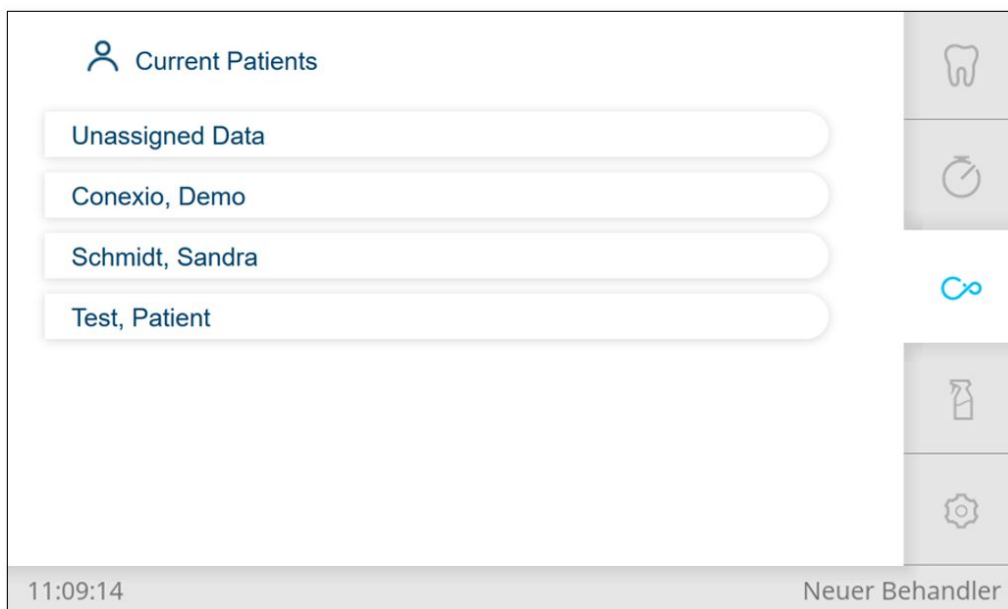 Current Patients
Unassigned Data
Conexio, Demo
Schmidt, Sandra
Test, Patient
11:09:14
Neuer Behandler